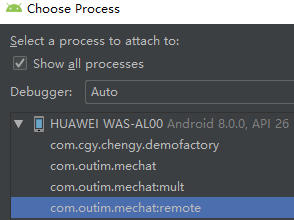 Choose Process
Select a process to attach to:
Show all processes
Debugger: Auto
HUAWEI WAS-AL00 Android 8.0.0, API 26
com.cgy.chengy.demofactory
com.outim.mechat
com.outim.mechat:mult
com.outim.mechat:remote